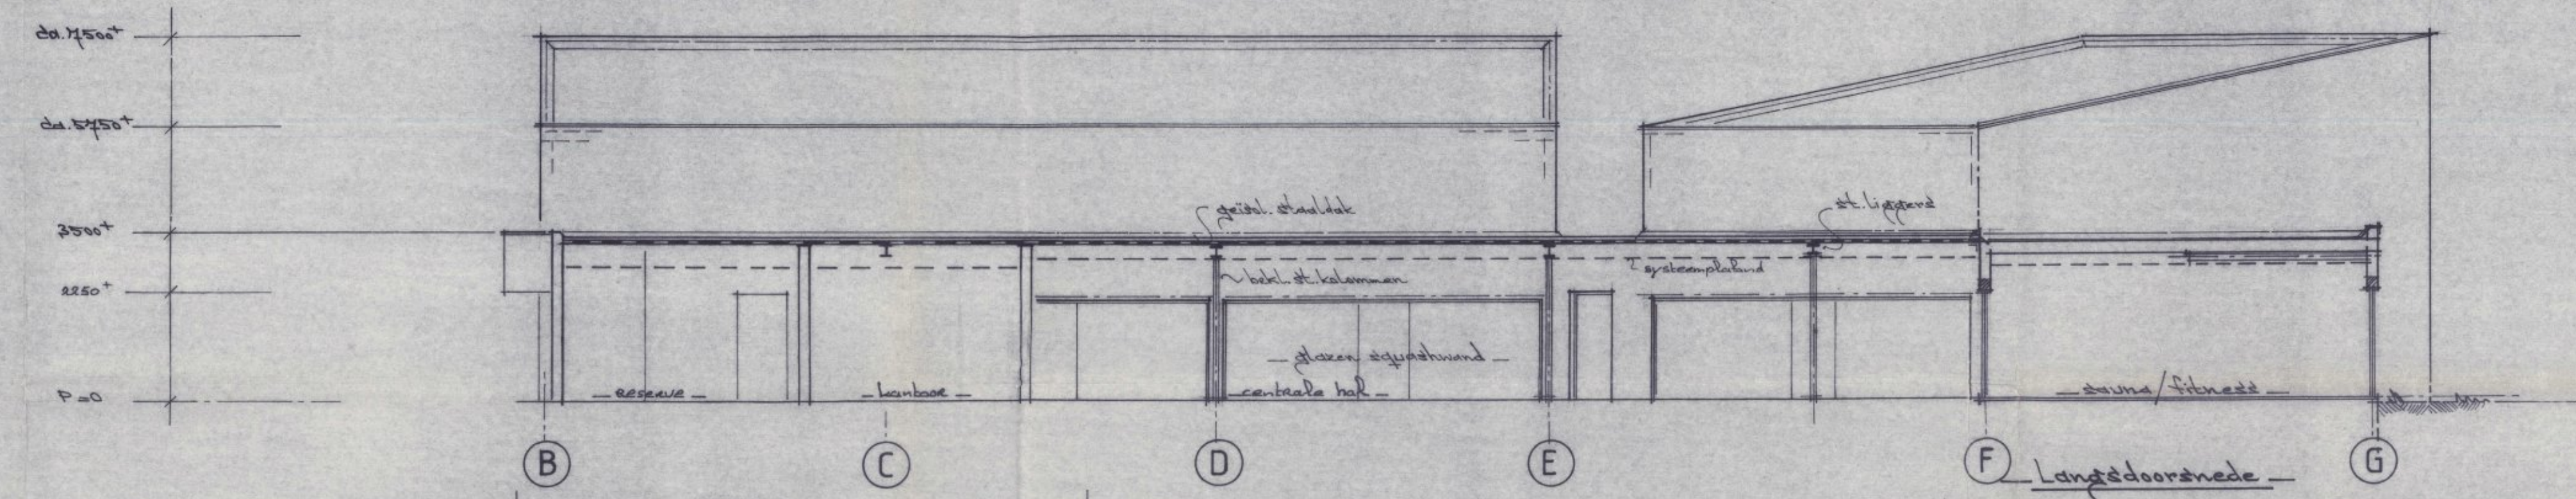 ca. 7500+
ca. 5750+
3500+
2250+
P=0
geïsol. staaldak
st. liggers
bekl. st. kolommen
systeemplafond
glazen squashwand
reserve
kantoor
centrale hal
sauna/fitness
B
C
D
E
F
G
Langsdoorsnede